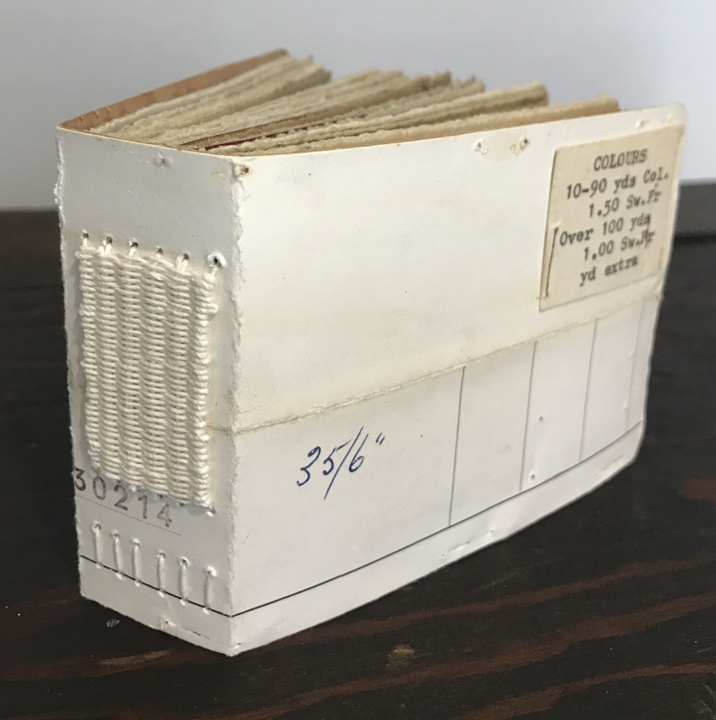 COLOURS
10-90 yds Col.
1.50 Sw.Fr
Over 100 yds
1.00 Sw.Fr
yd extra
35/6"
30214